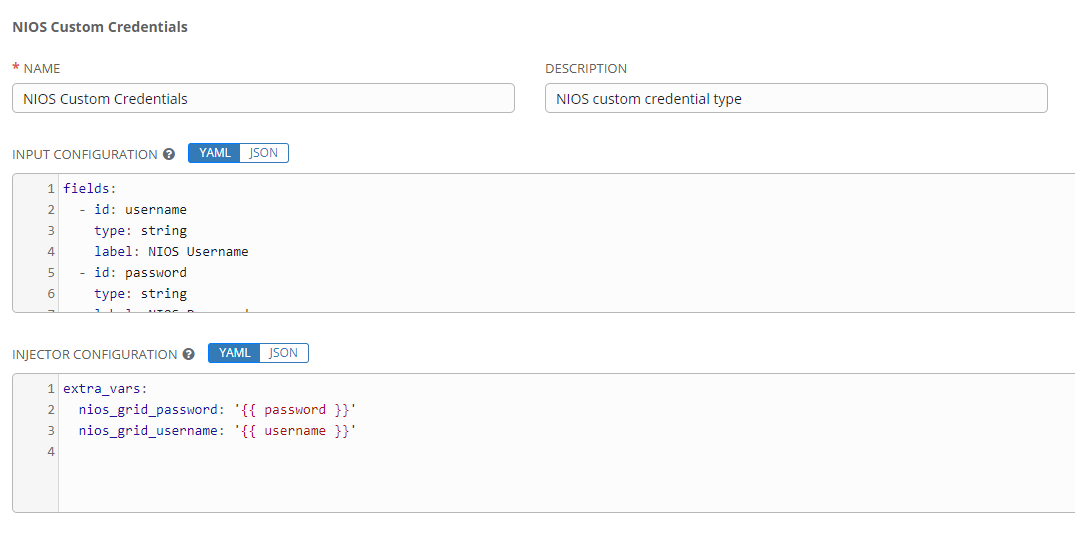 NIOS Custom Credentials
* NAME
DESCRIPTION
NIOS Custom Credentials
NIOS custom credential type
INPUT CONFIGURATION ? YAML JSON
1 fields:
2   - id: username
3     type: string
4     label: NIOS Username
5   - id: password
6     type: string
INJECTOR CONFIGURATION ? YAML JSON
1 extra_vars:
2   nios_grid_password: '{{ password }}'
3   nios_grid_username: '{{ username }}'
4